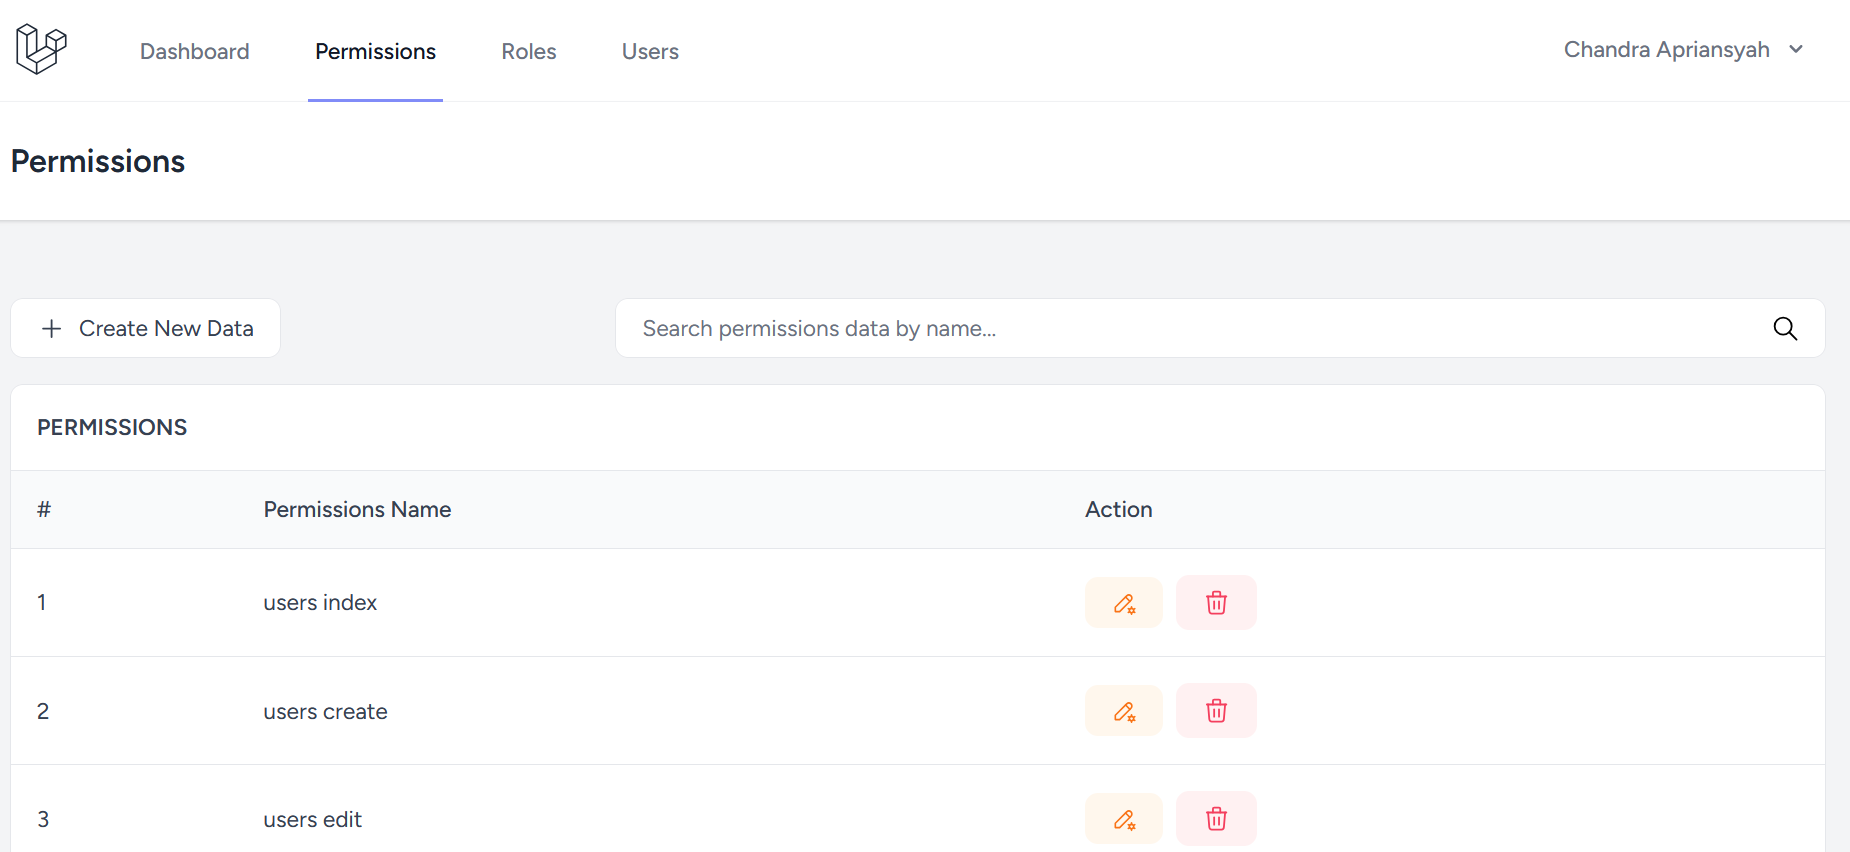 Dashboard Permissions Roles Users Chandra Apriansyah
Permissions
Create New Data Search permissions data by name...
PERMISSIONS
# Permissions Name Action
1 users index
2 users create
3 users edit